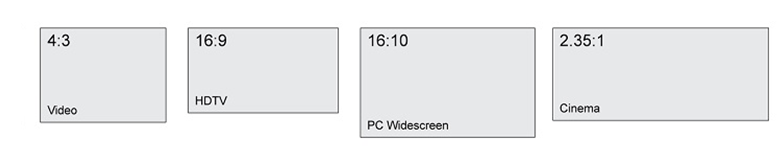 4:3
Video
16:9
HDTV
16:10
PC Widescreen
2.35:1
Cinema